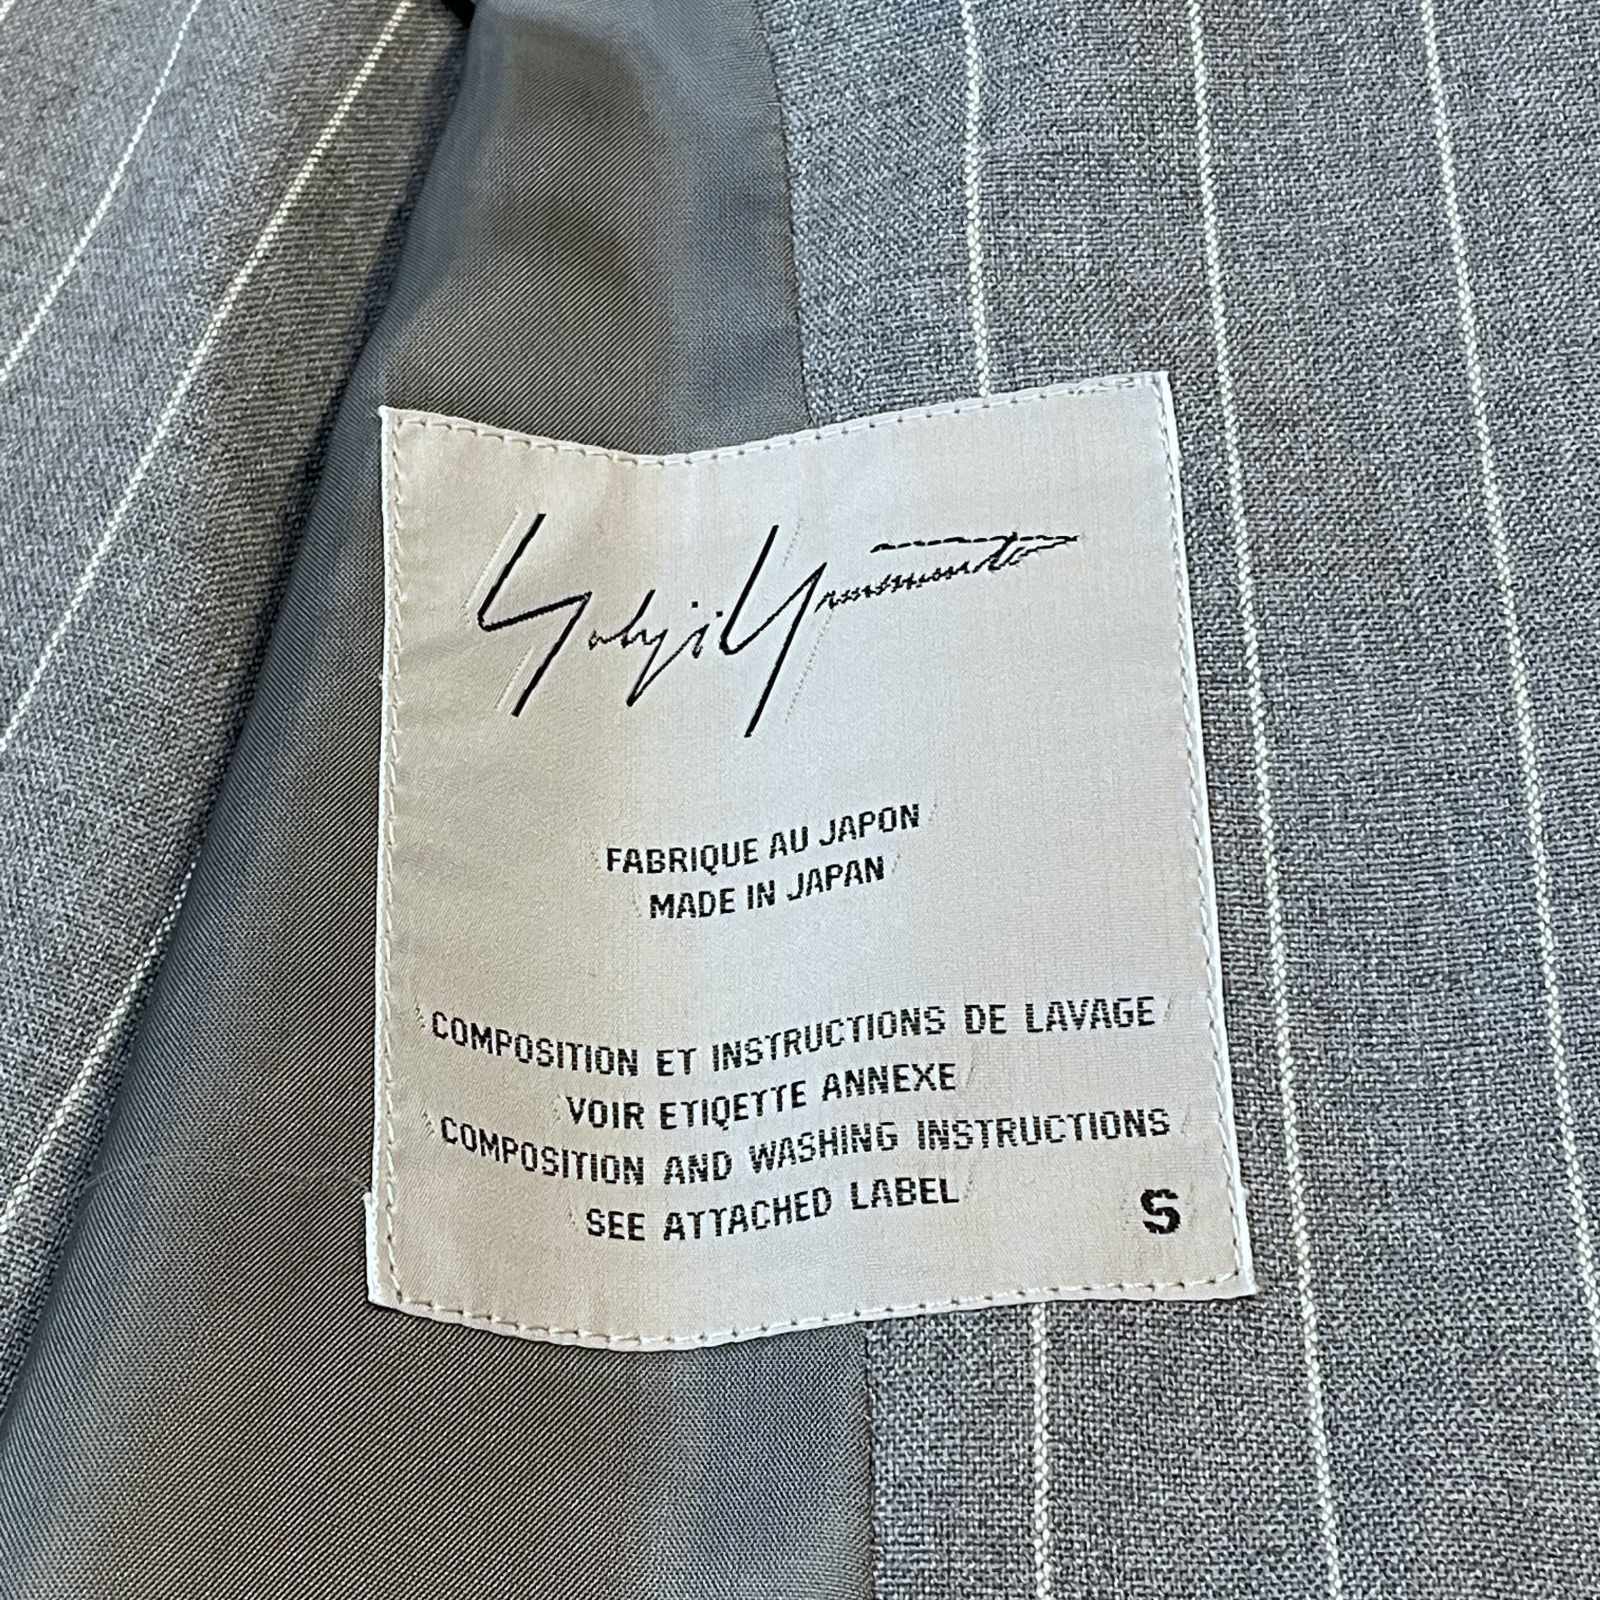 Yohji Yamamoto
FABRIQUE AU JAPON
MADE IN JAPAN
COMPOSITION ET INSTRUCTIONS DE LAVAGE
VOIR ETIQETTE ANNEXE
COMPOSITION AND WASHING INSTRUCTIONS
SEE ATTACHED LABEL
S